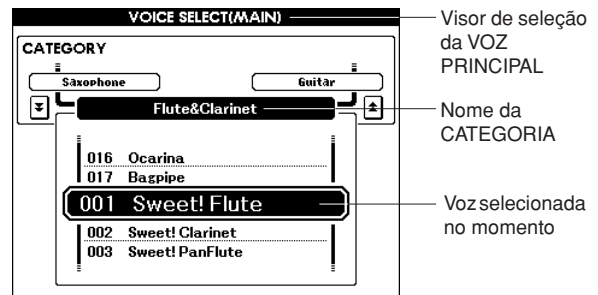 VOICE SELECT(MAIN)
Visor de seleção
da VOZ
PRINCIPAL
CATEGORY
Saxophone
Guitar
Flute&Clarinet
Nome da
CATEGORIA
016 Ocarina
017 Bagpipe
001 Sweet! Flute
Voz selecionada
no momento
002 Sweet! Clarinet
003 Sweet! PanFlute